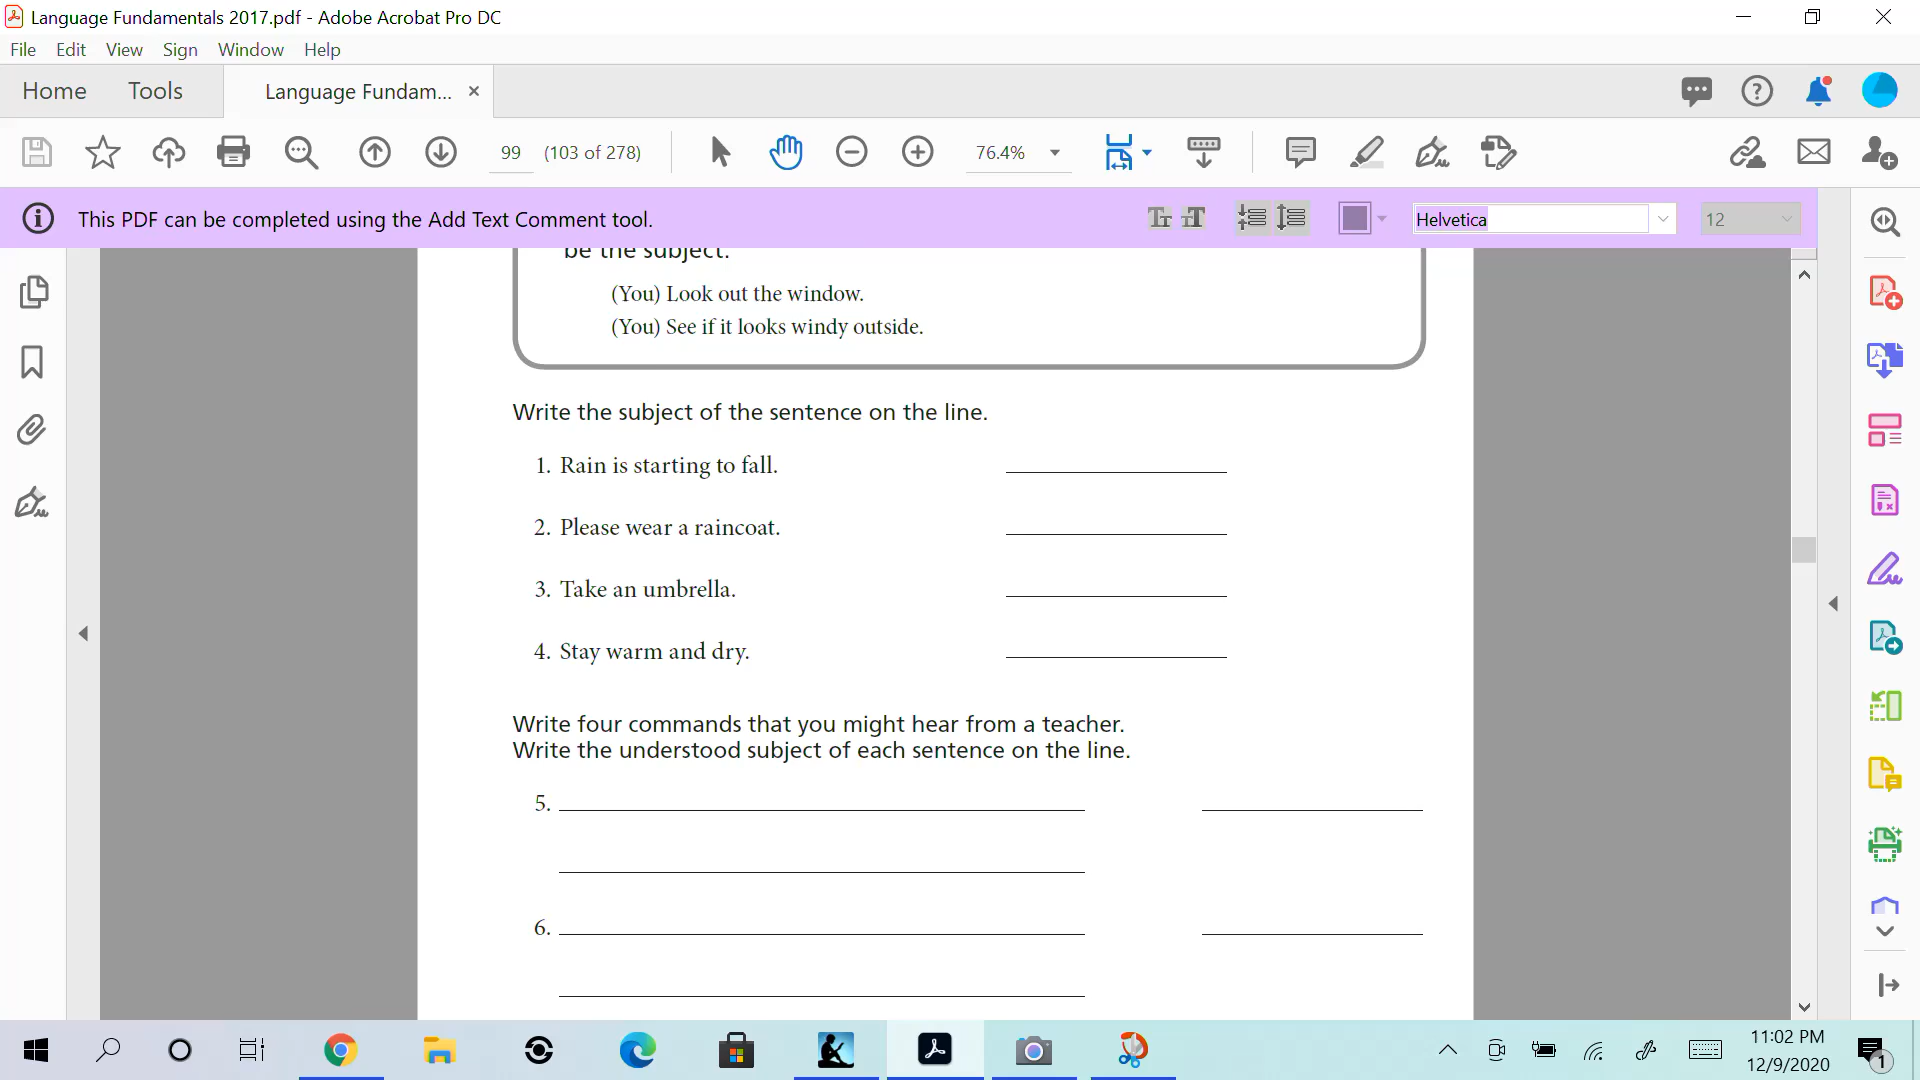 Language Fundamentals 2017.pdf - Adobe Acrobat Pro DC
File Edit View Sign Window Help
Home Tools Language Fundam... ×
99 (103 of 278) 76.4%
This PDF can be completed using the Add Text Comment tool. Helvetica 12
be the subject.
(You) Look out the window.
(You) See if it looks windy outside.
Write the subject of the sentence on the line.
1. Rain is starting to fall.
2. Please wear a raincoat.
3. Take an umbrella.
4. Stay warm and dry.
Write four commands that you might hear from a teacher.
Write the understood subject of each sentence on the line.
5.
6.
11:02 PM
12/9/2020
1